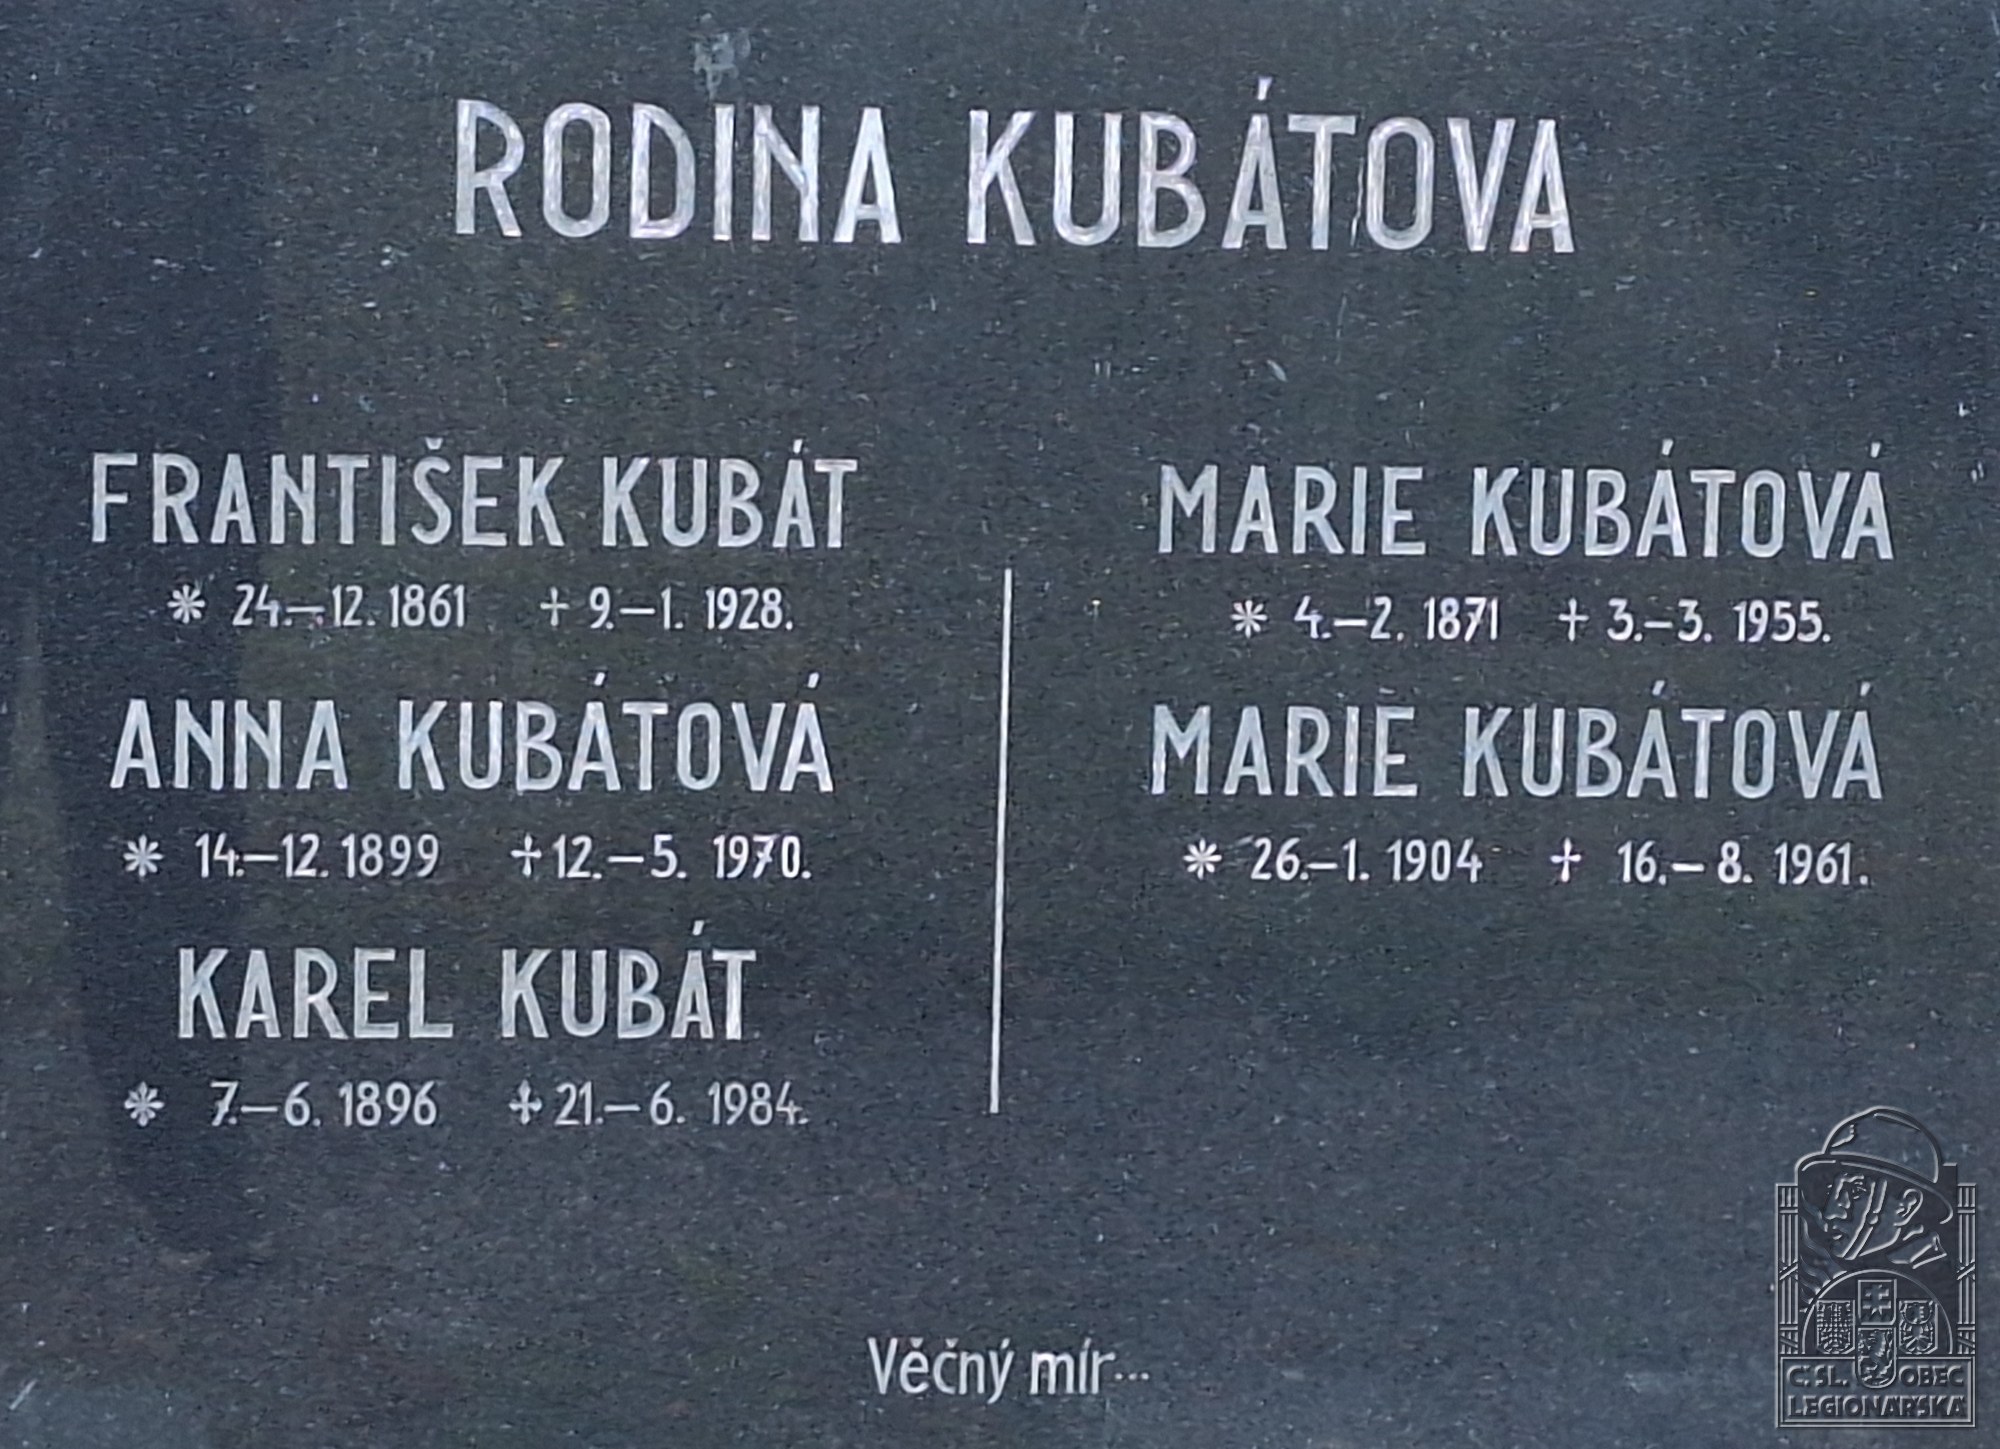 RODINA KUBÁTOVA
FRANTIŠEK KUBÁT
* 24.–12. 1861 + 9.–1. 1928.
ANNA KUBÁTOVÁ
* 14.–12. 1899 +12.–5. 1970.
KAREL KUBÁT
* 7.–6. 1896 +21.–6. 1984.
MARIE KUBÁTOVÁ
* 4.–2. 1871 + 3.–3. 1955.
MARIE KUBÁTOVÁ
* 26.–1. 1904 + 16.–8. 1961.
Věčný mír...
Č. SL. OBEC
LEGIONÁŘSKÁ